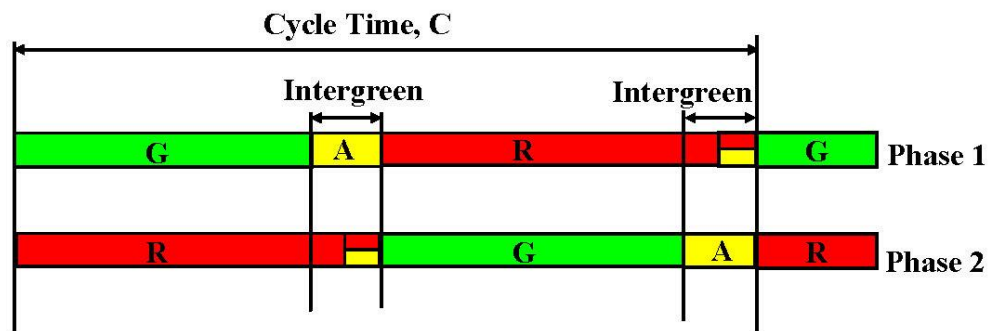 Cycle Time, C
Intergreen Intergreen
G A R G Phase 1
R G A R Phase 2